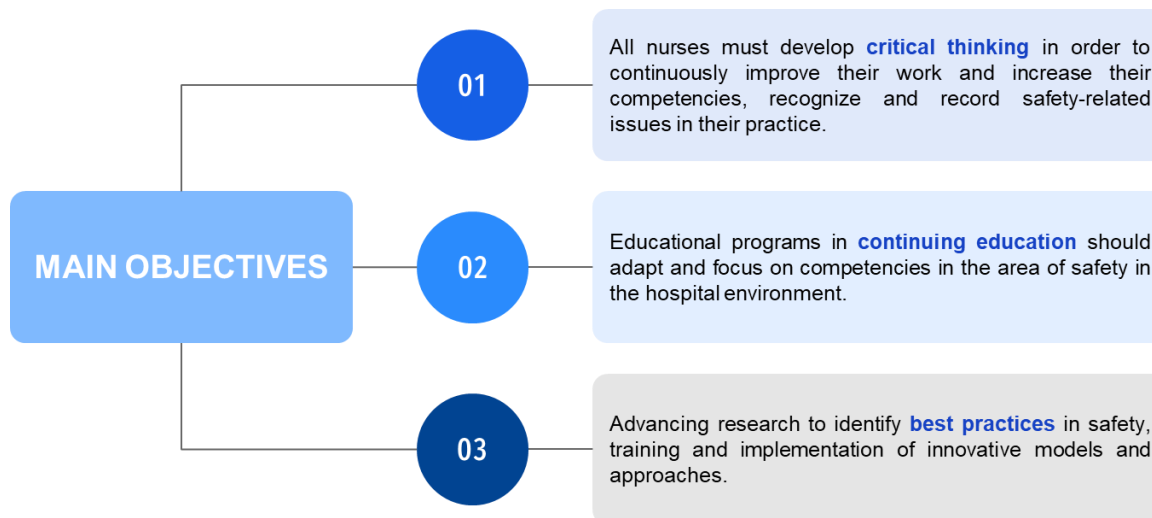 MAIN OBJECTIVES
01
All nurses must develop critical thinking in order to
continuously improve their work and increase their
competencies, recognize and record safety-related
issues in their practice.
02
Educational programs in continuing education should
adapt and focus on competencies in the area of safety in
the hospital environment.
03
Advancing research to identify best practices in safety,
training and implementation of innovative models and
approaches.